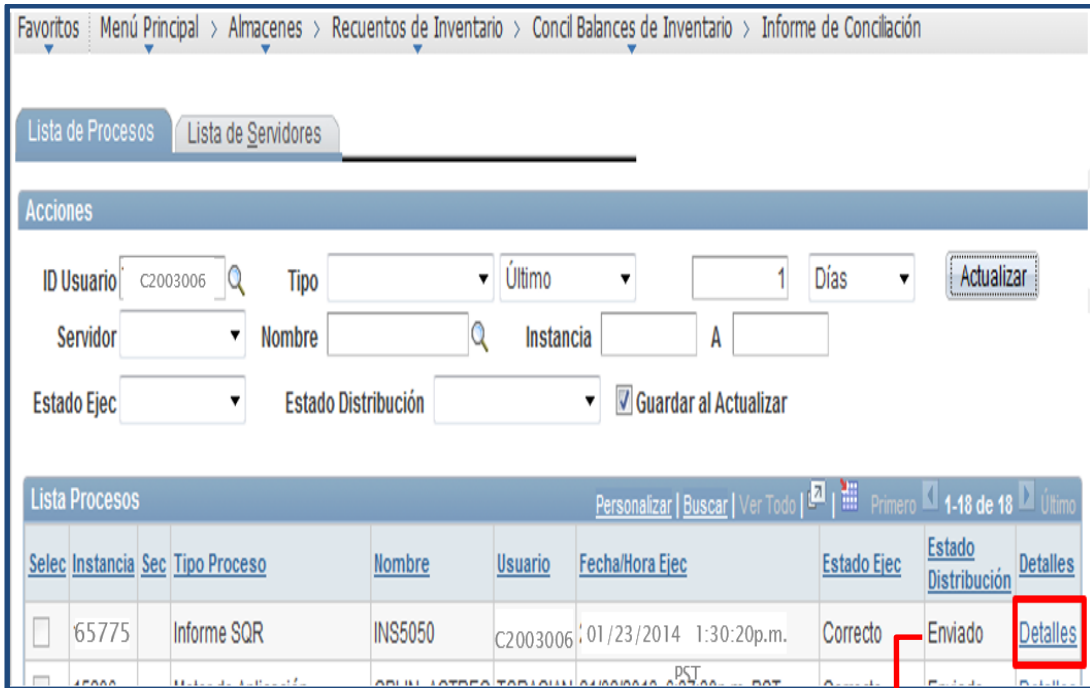 Favoritos Menú Principal > Almacenes > Recuentos de Inventario > Concil Balances de Inventario > Informe de Conciliación
Lista de Procesos Lista de Servidores
Acciones
ID Usuario C2003006 Tipo Último 1 Días Actualizar
Servidor Nombre Instancia A
Estado Ejec Estado Distribución Guardar al Actualizar
Lista Procesos Personalizar | Buscar | Ver Todo | | Primero 1-18 de 18 Último
Selec Instancia Sec Tipo Proceso Nombre Usuario Fecha/Hora Ejec Estado Ejec Estado Distribución Detalles
65775 Informe SQR INS5050 C2003006 01/23/2014 1:30:20p.m. Correcto Enviado Detalles
PST